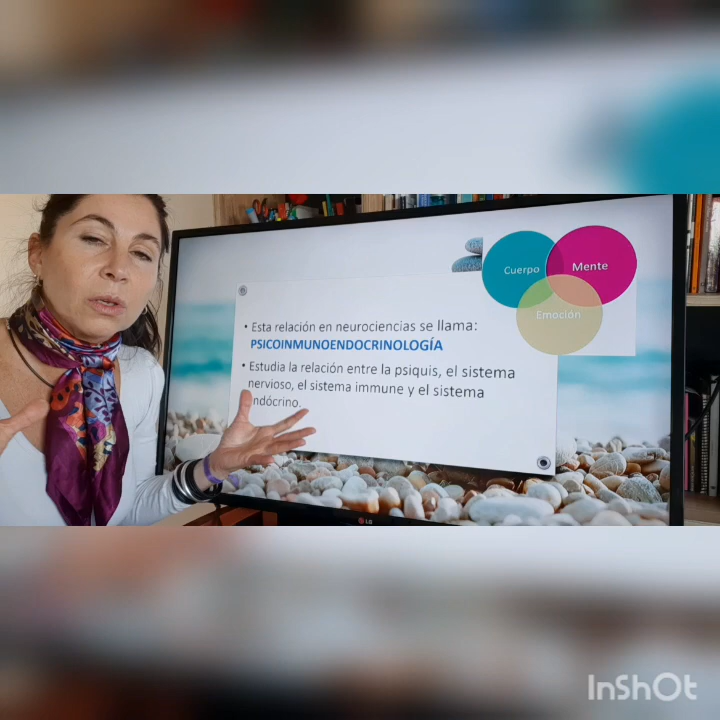 Cuerpo
Mente
Emoción
• Esta relación en neurociencias se llama:
PSICOINMUNOENDOCRINOLOGÍA
• Estudia la relación entre la psiquis, el sistema
nervioso, el sistema immune y el sistema
endócrino.
LG
InShOt